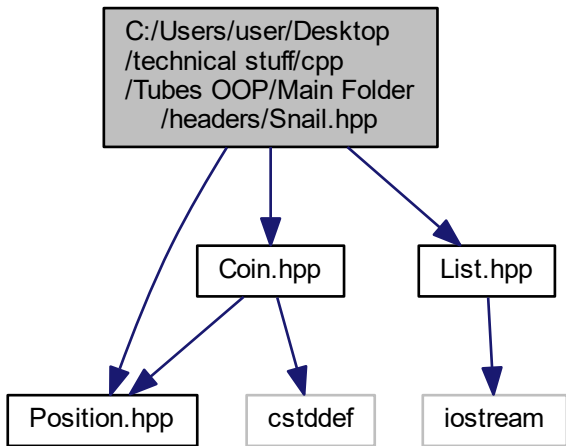 C:/Users/user/Desktop
/technical stuff/cpp
/Tubes OOP/Main Folder
/headers/Snail.hpp
Coin.hpp
List.hpp
Position.hpp
cstddef
iostream